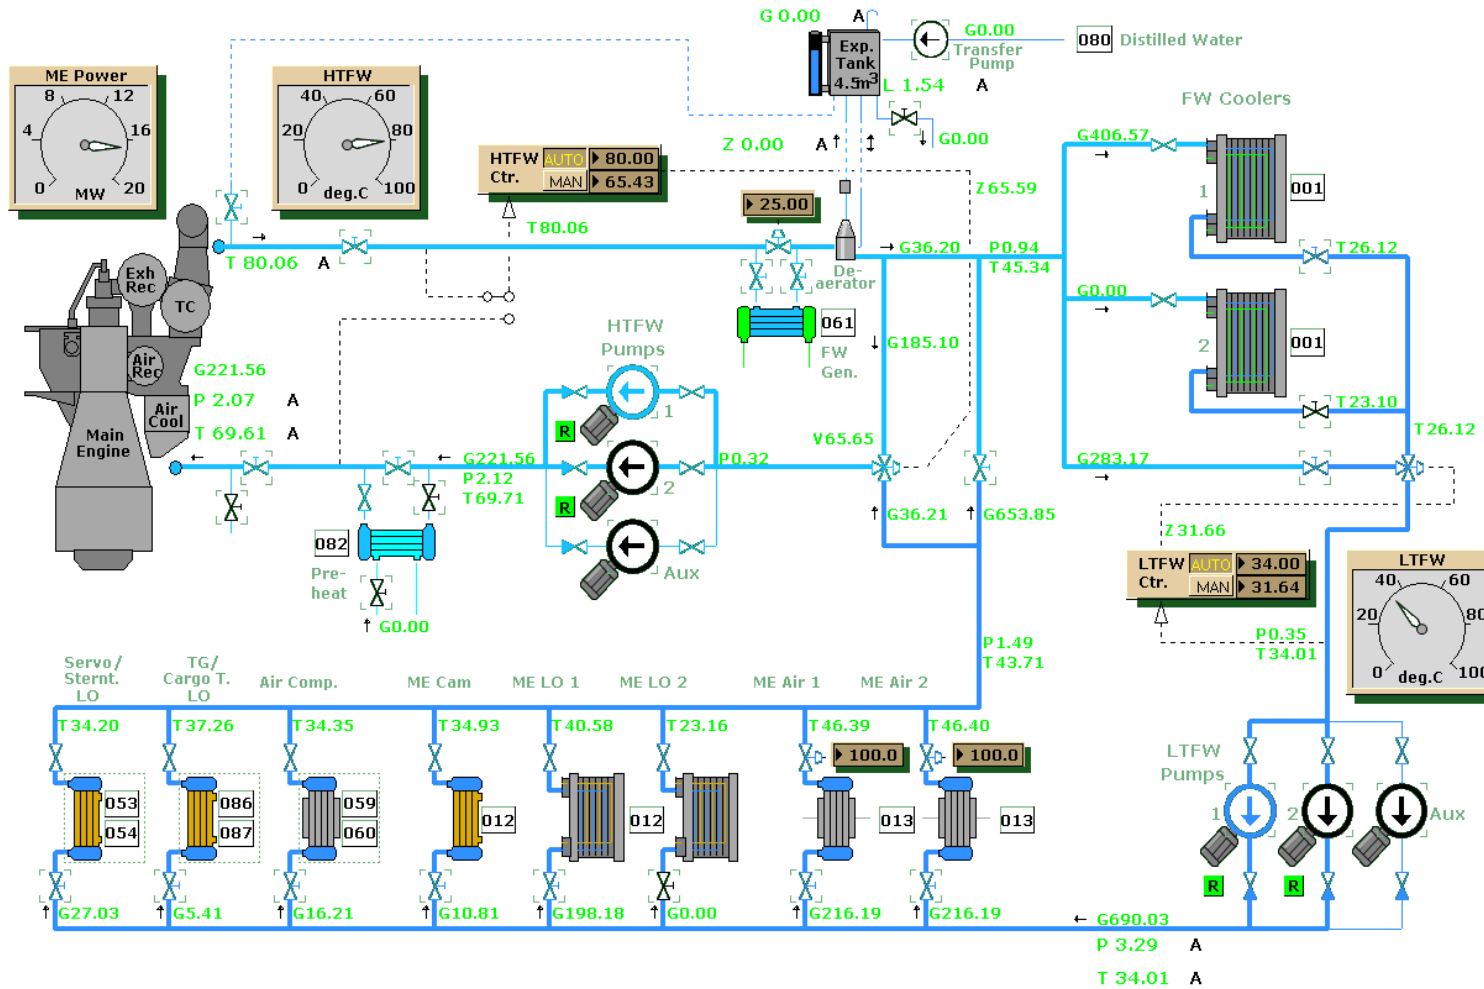 G 0.00 A
G0.00
Transfer
Pump
080 Distilled Water
Exp.
Tank
4.5m3
L 1.54 A
G0.00
Z 0.00 A
ME Power
8 12
4 16
0 20
MW
HTFW
40 60
20 80
0 100
deg.C
HTFW AUTO 80.00
Ctr. MAN 65.43
T80.06
T 80.06 A
25.00
De-
aerator
061
FW
Gen.
G36.20
P0.94
T45.34
Z65.59
FW Coolers
G406.57
1
001
T26.12
G0.00
2
001
T23.10
T26.12
G283.17
Exh
Rec
TC
Air
Rec
Air
Cool
Main
Engine
G221.56
P 2.07 A
T 69.61 A
HTFW
Pumps
1
R
2
R
Aux
G221.56
P2.12
T69.71
P0.32
G185.10
V65.65
G36.21
G653.85
082
Pre-
heat
G0.00
Z31.66
LTFW AUTO 34.00
Ctr. MAN 31.64
LTFW
40 60
20 80
0 100
deg.C
P0.35
T34.01
P1.49
T43.71
Servo/
Sternt.
LO
TG/
Cargo T.
LO
Air Comp.
ME Cam
ME LO 1
ME LO 2
ME Air 1
ME Air 2
T34.20
T37.26
T34.35
T34.93
T40.58
T23.16
T46.39
T46.40
100.0
100.0
053
054
086
087
059
060
012
012
013
013
G27.03
G5.41
G16.21
G10.81
G198.18
G0.00
G216.19
G216.19
LTFW
Pumps
1
R
2
R
Aux
G690.03
P 3.29 A
T 34.01 A